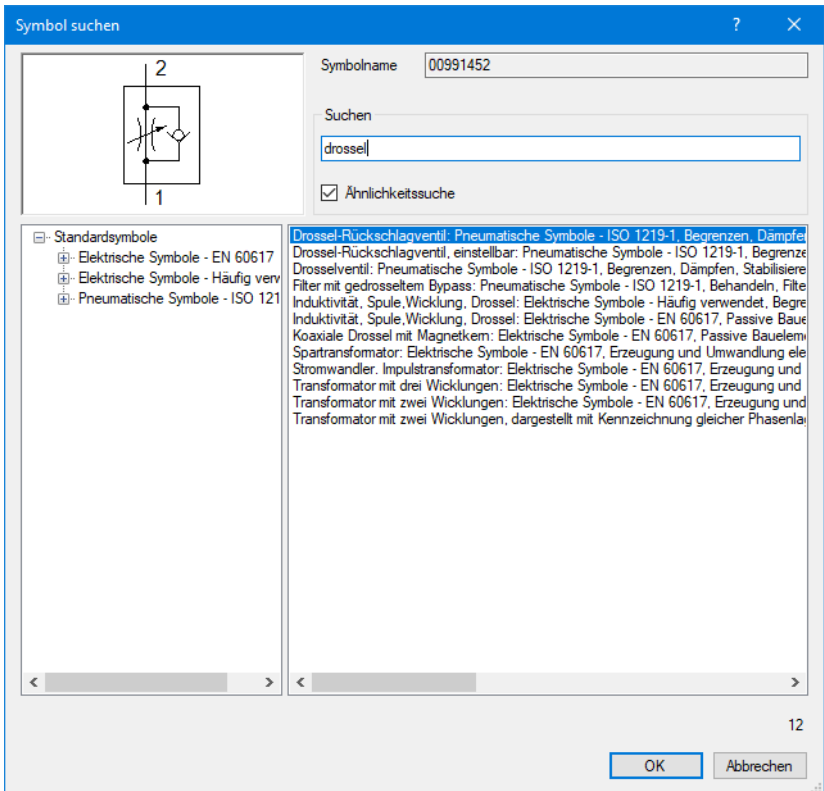 Symbol suchen
?
2
1
Symbolname
00991452
Suchen
drossel
Ähnlichkeitssuche
Standardsymbole
Elektrische Symbole - EN 60617
Elektrische Symbole - Häufig verw
Pneumatische Symbole - ISO 121
Drossel-Rückschlagventil: Pneumatische Symbole - ISO 1219-1, Begrenzen, Dämpfe
Drossel-Rückschlagventil, einstellbar: Pneumatische Symbole - ISO 1219-1, Begrenze
Drosselventil: Pneumatische Symbole - ISO 1219-1, Begrenzen, Dämpfen, Stabilisiere
Filter mit gedrosseltem Bypass: Pneumatische Symbole - ISO 1219-1, Behandeln, Filte
Induktivität, Spule,Wicklung, Drossel: Elektrische Symbole - Häufig verwendet, Begre
Induktivität, Spule,Wicklung, Drossel: Elektrische Symbole - EN 60617, Passive Baue
Koaxiale Drossel mit Magnetkern: Elektrische Symbole - EN 60617, Passive Bauelem
Spartransformator: Elektrische Symbole - EN 60617, Erzeugung und Umwandlung ele
Stromwandler. Impulstransformator: Elektrische Symbole - EN 60617, Erzeugung und
Transformator mit drei Wicklungen: Elektrische Symbole - EN 60617, Erzeugung und
Transformator mit zwei Wicklungen: Elektrische Symbole - EN 60617, Erzeugung und
Transformator mit zwei Wicklungen, dargestellt mit Kennzeichnung gleicher Phasenla
12
OK
Abbrechen